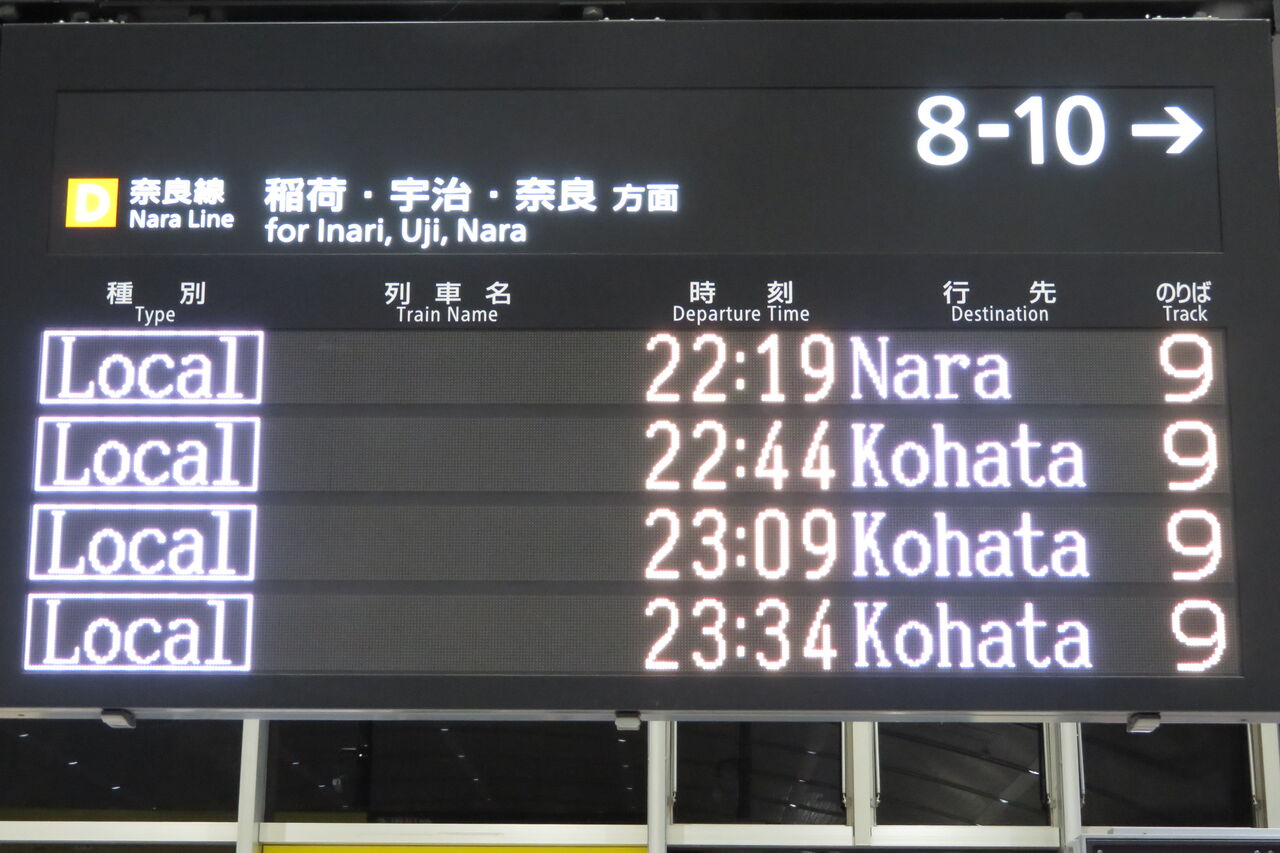 8-10 →
D 奈良線 稲荷・宇治・奈良 方面
Nara Line for Inari, Uji, Nara
種別 列車名 時刻 行先 のりば
Type Train Name Departure Time Destination Track
Local 22:19 Nara 9
Local 22:44 Kohata 9
Local 23:09 Kohata 9
Local 23:34 Kohata 9